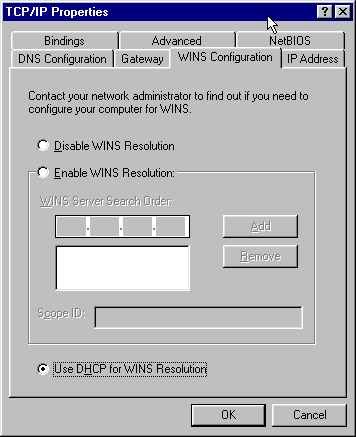 TCP/IP Properties
Bindings Advanced NetBIOS
DNS Configuration Gateway WINS Configuration IP Address
Contact your network administrator to find out if you need to
configure your computer for WINS.
Disable WINS Resolution
Enable WINS Resolution:
WINS Server Search Order:
Add
Remove
Scope ID:
Use DHCP for WINS Resolution
OK Cancel